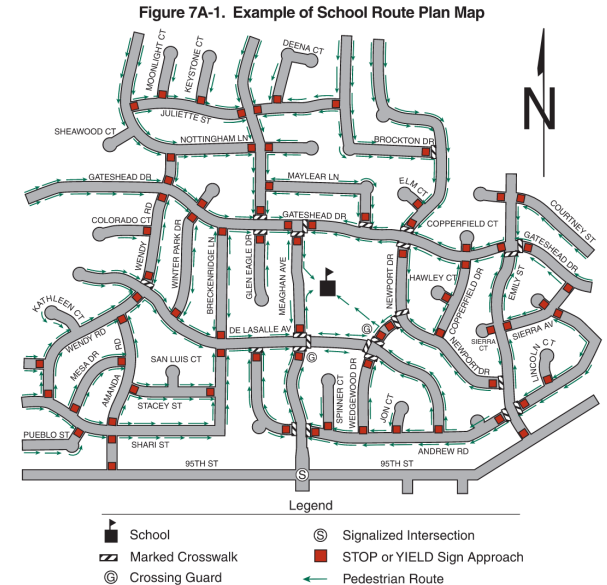 Figure 7A-1. Example of School Route Plan Map
MOONLIGHT CT
KEYSTONE CT
DEENA CT
N
JULIETTE ST
SHEAWOOD CT
NOTTINGHAM LN
BROCKTON DR
GATESHEAD DR
MAYLEAR LN
ELM CT
COURTNEY ST
COLORADO CT
WENDY RD
WINTER PARK DR
BRECKENRIDGE LN
GLEN EAGLE DR
GATESHEAD DR
MEAGHAN AVE
COPPERFIELD CT
GATESHEAD DR
NEWPORT DR
HAWLEY CT
COPPERFIELD DR
EMILY ST
KATHLEEN CT
WENDY RD
DE LASALLE AV
G
G
SIERRA CT
SIERRA AV
NEWPORT DR
LINCOLN CT
MESA DR
AMANDA RD
SAN LUIS CT
STACEY ST
SPINNER CT
WEDGEWOOD DR
JON CT
PUEBLO ST
SHARI ST
ANDREW RD
95TH ST
95TH ST
S
Legend
School
Marked Crosswalk
G Crossing Guard
S Signalized Intersection
STOP or YIELD Sign Approach
Pedestrian Route